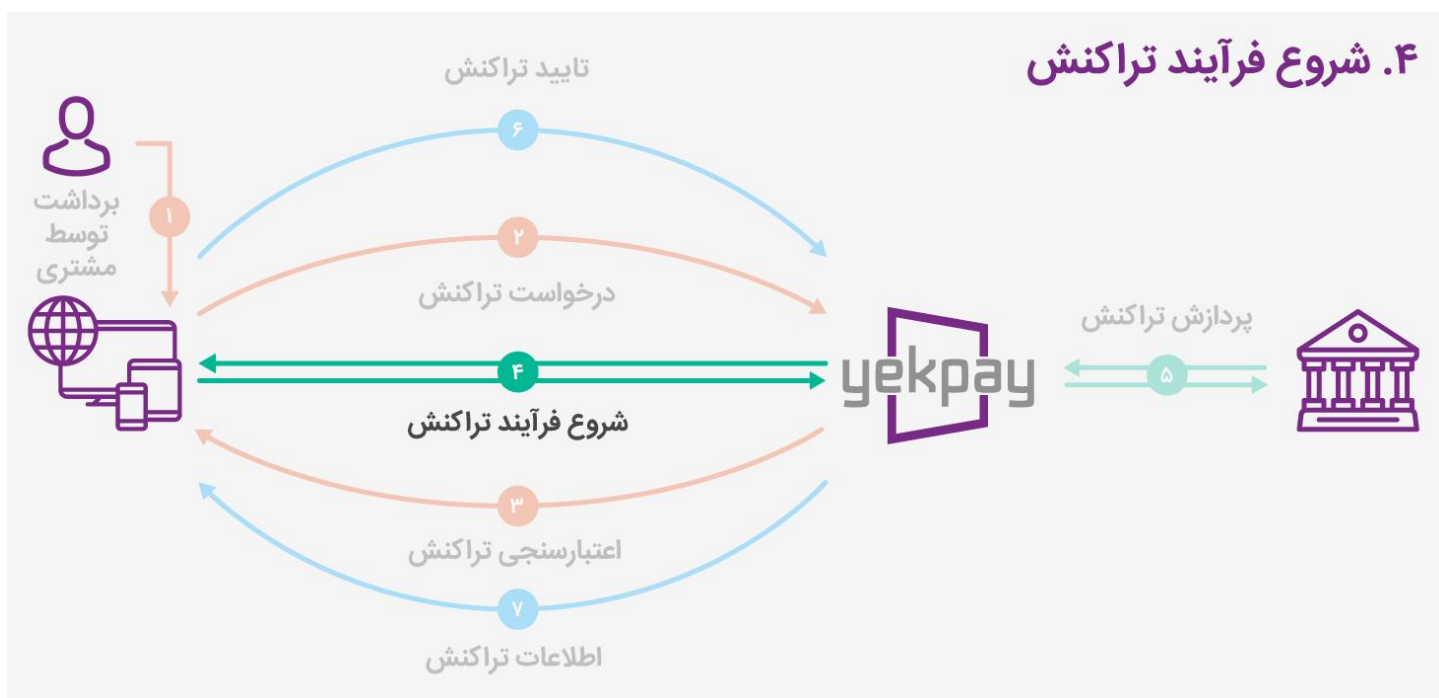 ۴. شروع فرآیند تراکنش
تایید تراکنش
۶
برداشت
توسط
مشتری
۱
۲
درخواست تراکنش
پردازش تراکنش
۵
yekpay
۴
شروع فرآیند تراکنش
۳
اعتبارسنجی تراکنش
۷
اطلاعات تراکنش